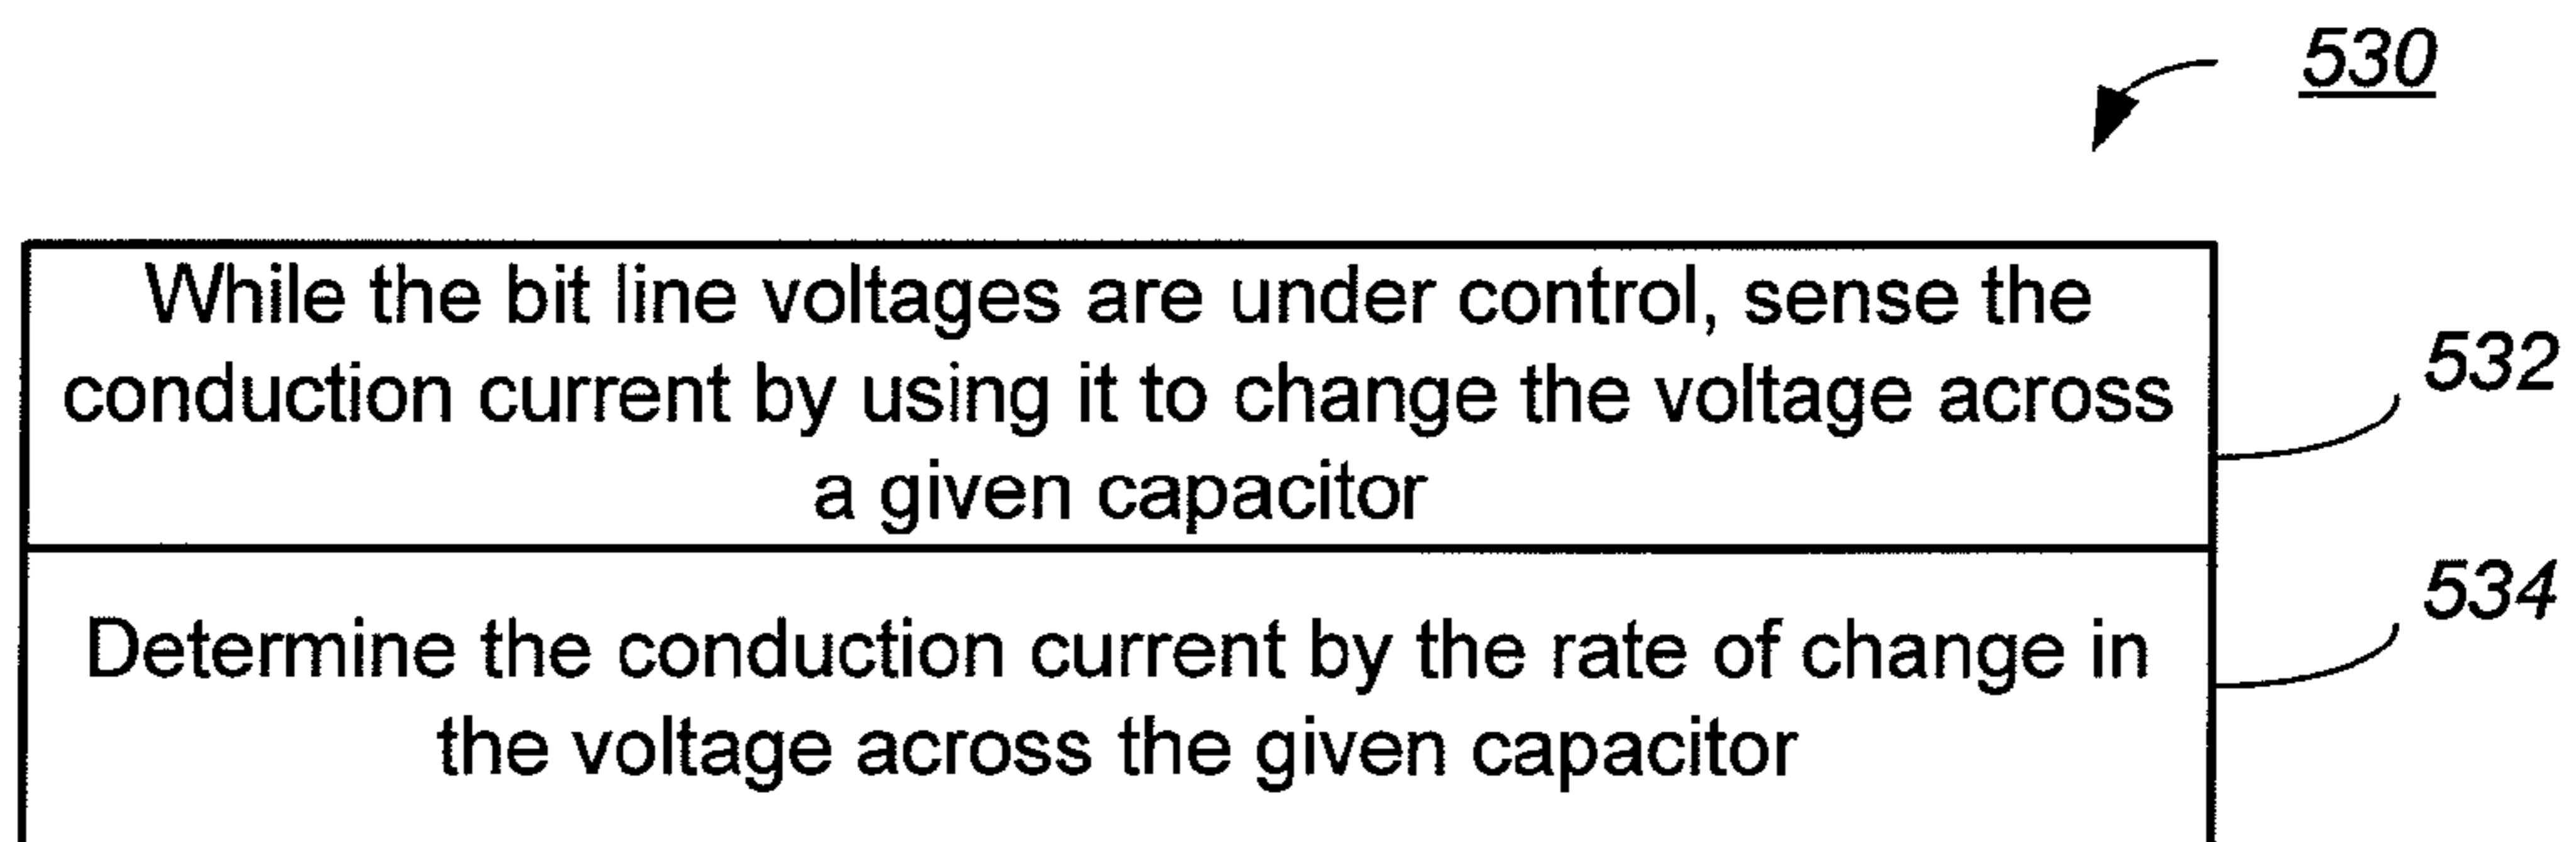 530
While the bit line voltages are under control, sense the
conduction current by using it to change the voltage across
a given capacitor
532
Determine the conduction current by the rate of change in
the voltage across the given capacitor
534